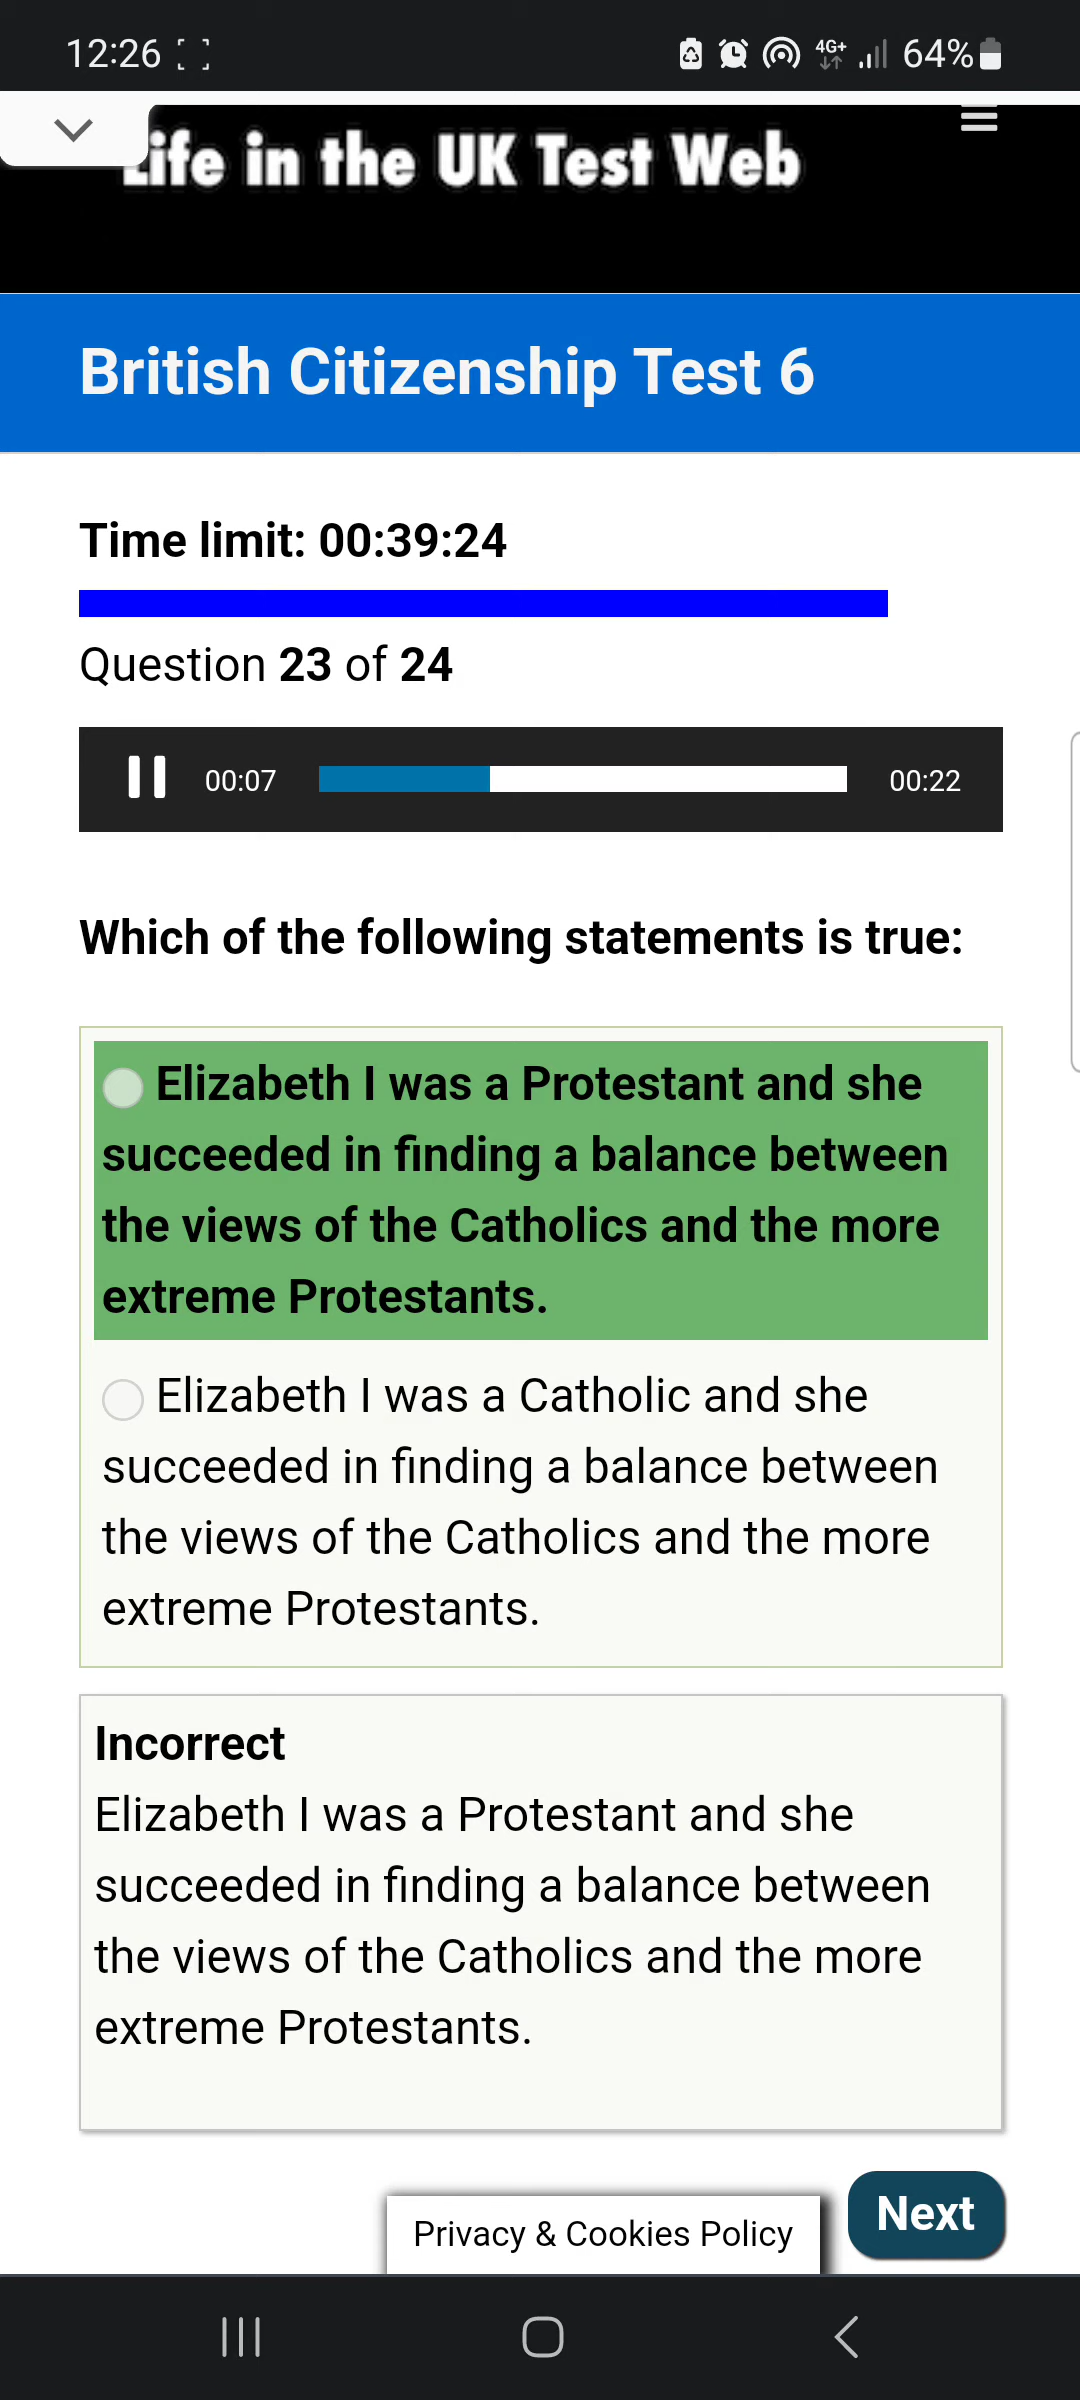 12:26
4G+
64%
Life in the UK Test Web
British Citizenship Test 6
Time limit: 00:39:24
Question 23 of 24
00:07
00:22
Which of the following statements is true:
Elizabeth I was a Protestant and she
succeeded in finding a balance between
the views of the Catholics and the more
extreme Protestants.
Elizabeth I was a Catholic and she
succeeded in finding a balance between
the views of the Catholics and the more
extreme Protestants.
Incorrect
Elizabeth I was a Protestant and she
succeeded in finding a balance between
the views of the Catholics and the more
extreme Protestants.
Next
Privacy & Cookies Policy